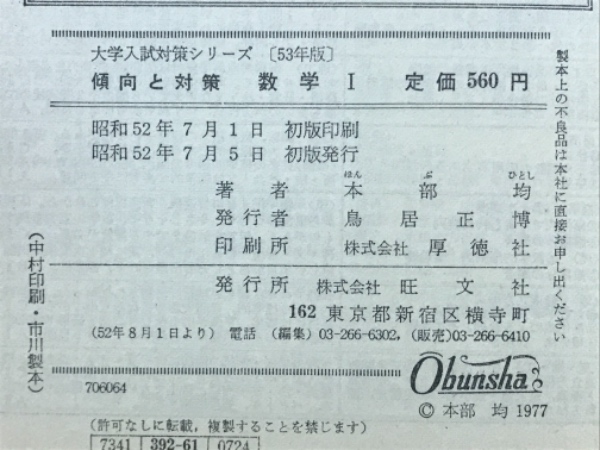 大学入試対策シリーズ 〔53年版〕
傾向と対策 数学 I 定価 560 円
昭和 52 年 7 月 1 日 初版印刷
昭和 52 年 7 月 5 日 初版発行
ほん ぶ ひとし
著者 本部均
発行者 鳥居正博
印刷所 株式会社 厚徳社
発行所 株式会社 旺文社
162 東京都新宿区横寺町
(52年8月1日より) 電話 (編集) 03-266-6302, (販売)03-266-6410
706064
Obunsha
© 本部 均 1977
(許可なしに転載，複製することを禁じます)
7341 392-61 0724
製本上の不良品は本社に直接お申し出ください
(中村印刷・市川製本)